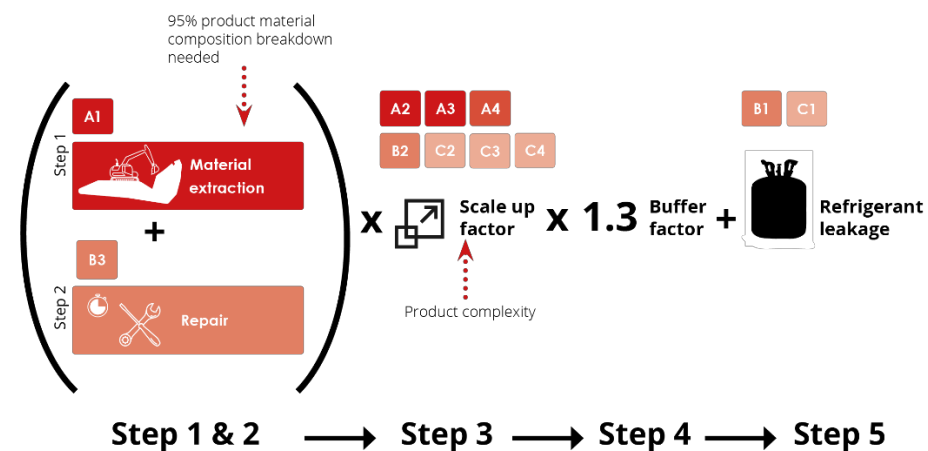 95% product material
composition breakdown
needed
A1
Step 1
Material
extraction
+
B3
Step 2
Repair
x
A2 A3 A4
B2 C2 C3 C4
Scale up
factor
Product complexity
x 1.3 Buffer
factor
+
B1 C1
Refrigerant
leakage
Step 1 & 2
Step 3
Step 4
Step 5